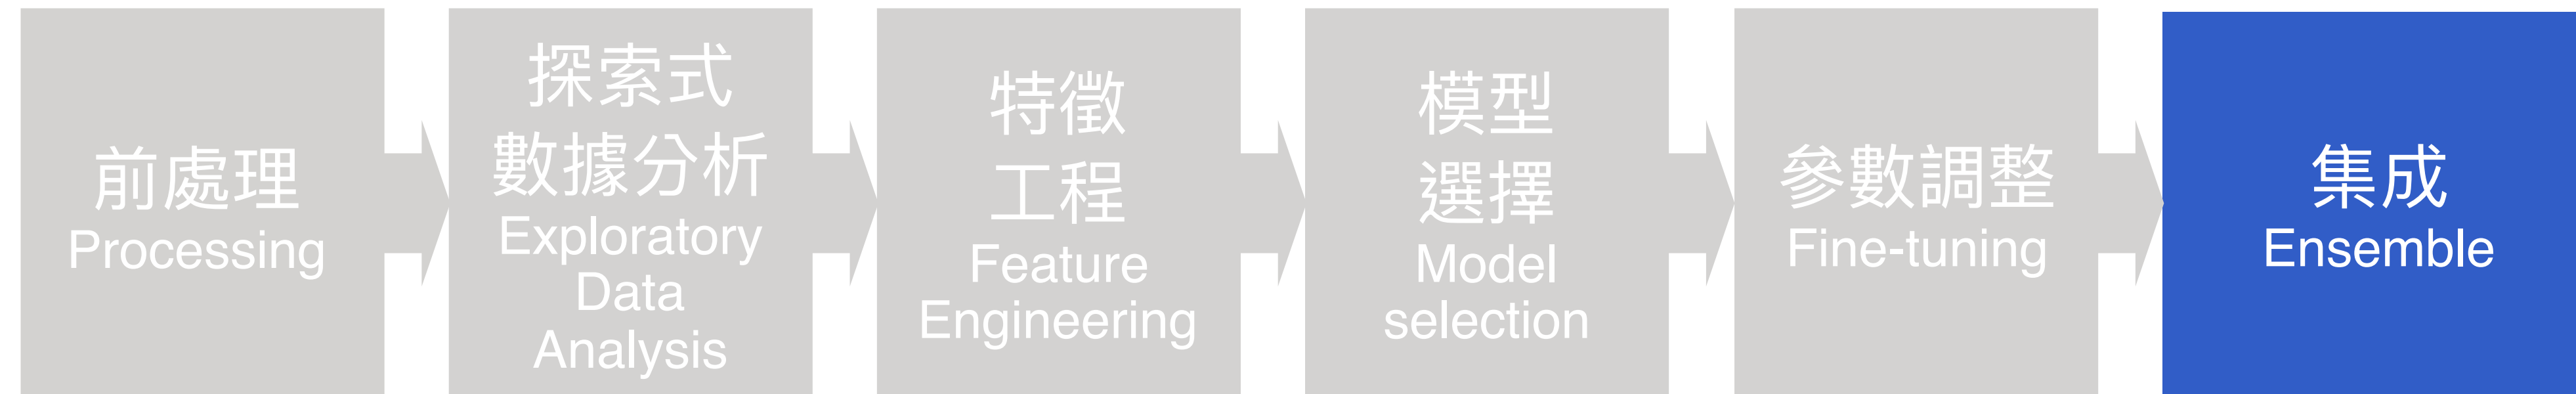 前處理
Processing
探索式
數據分析
Exploratory
Data
Analysis
特徵
工程
Feature
Engineering
模型
選擇
Model
selection
參數調整
Fine-tuning
集成
Ensemble